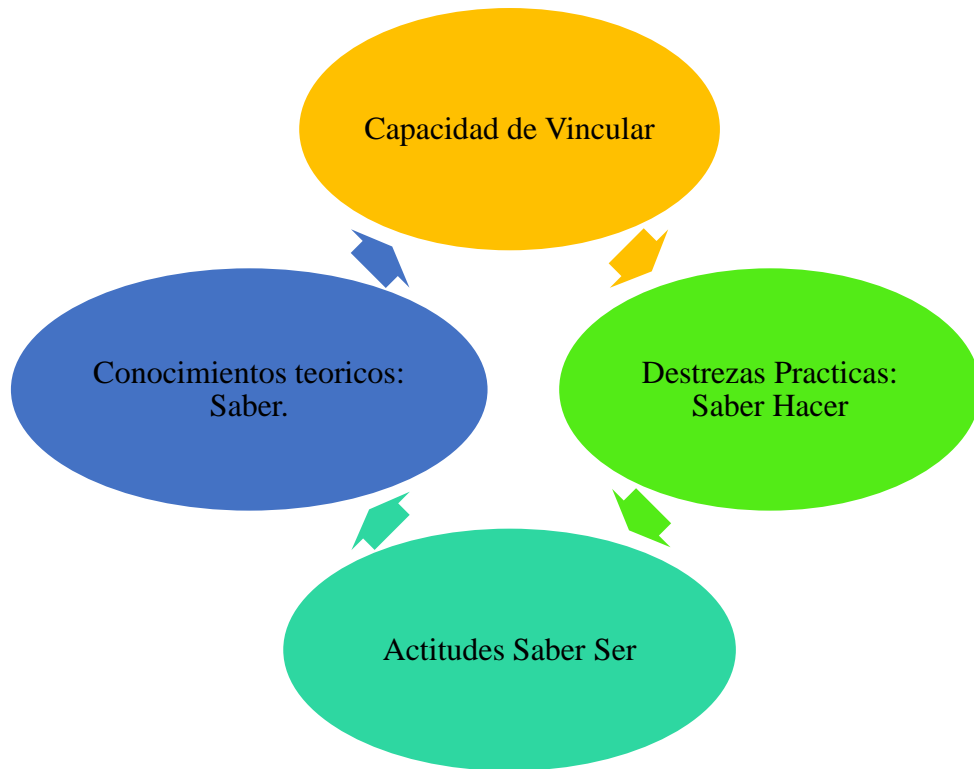 Capacidad de Vincular
Conocimientos teoricos:
Saber.
Destrezas Practicas:
Saber Hacer
Actitudes Saber Ser